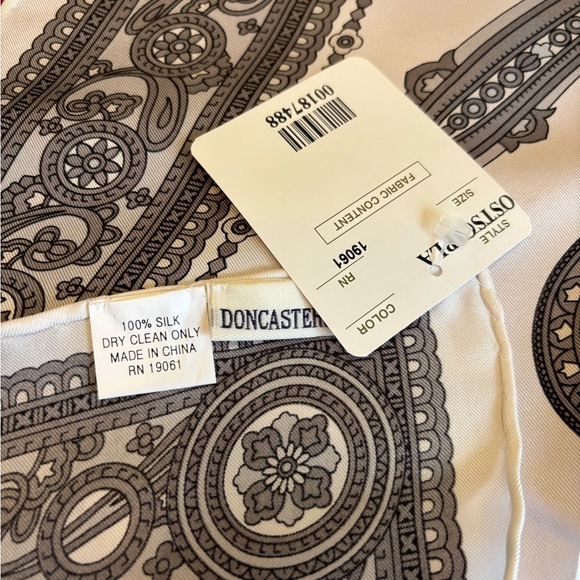 00187488
FABRIC CONTENT
19061
RN
STYLE
SIZE
COLOR
100% SILK
DRY CLEAN ONLY
MADE IN CHINA
RN 19061
DONCASTER